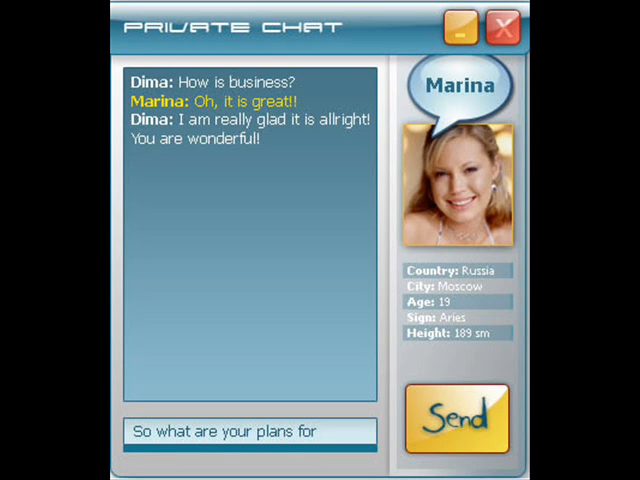 PRIVATE CHAT
Dima: How is business?
Marina: Oh, it is great!!
Dima: I am really glad it is allright!
You are wonderful!
So what are your plans for
Marina
Country: Russia
City: Moscow
Age: 19
Sign: Aries
Height: 189 sm
Send